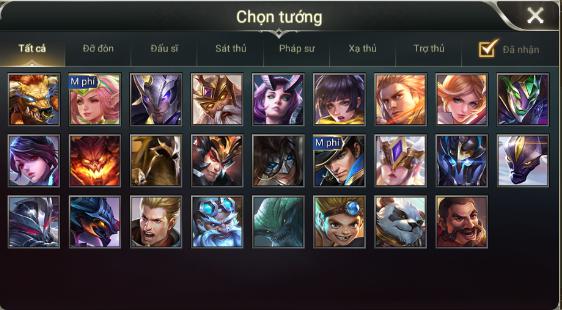 Chọn tướng
Tất cả Đỡ đòn Đấu sĩ Sát thủ Pháp sư Xạ thủ Trợ thủ Đã nhận
M phí
M phí